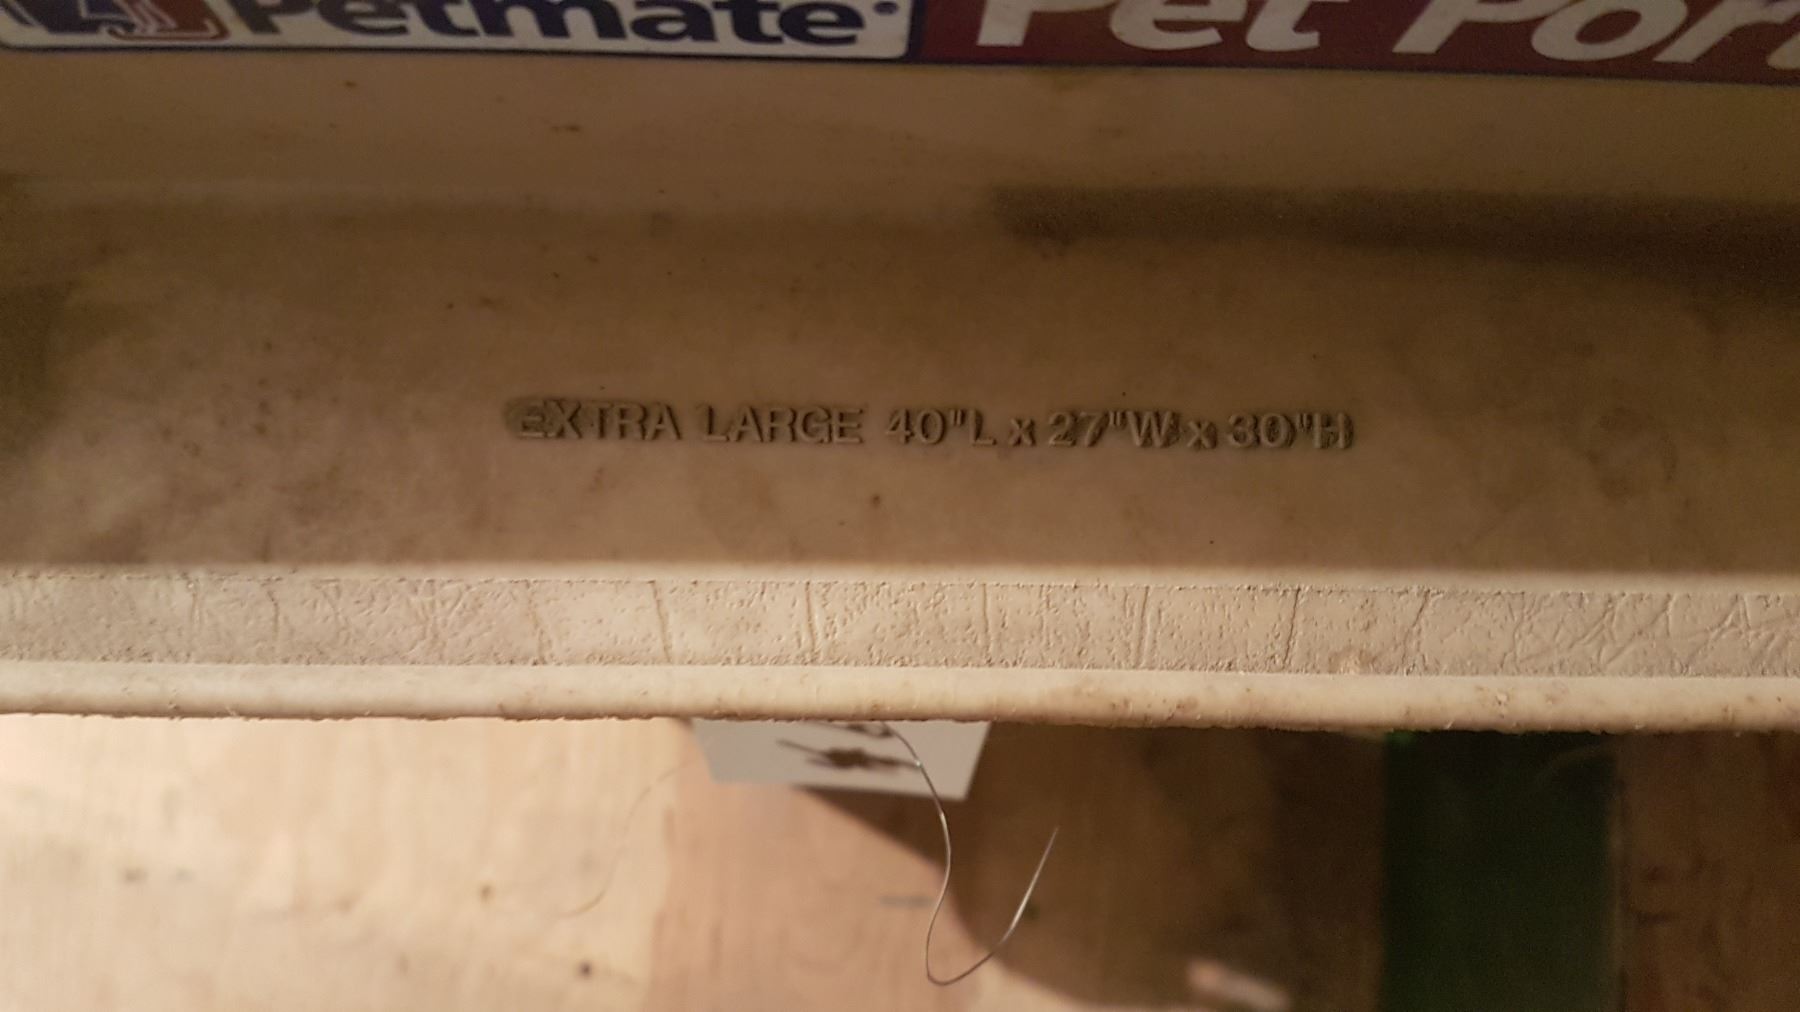 Petmate®
Pet Por
EXTRA LARGE 40"L x 27"W x 30"H